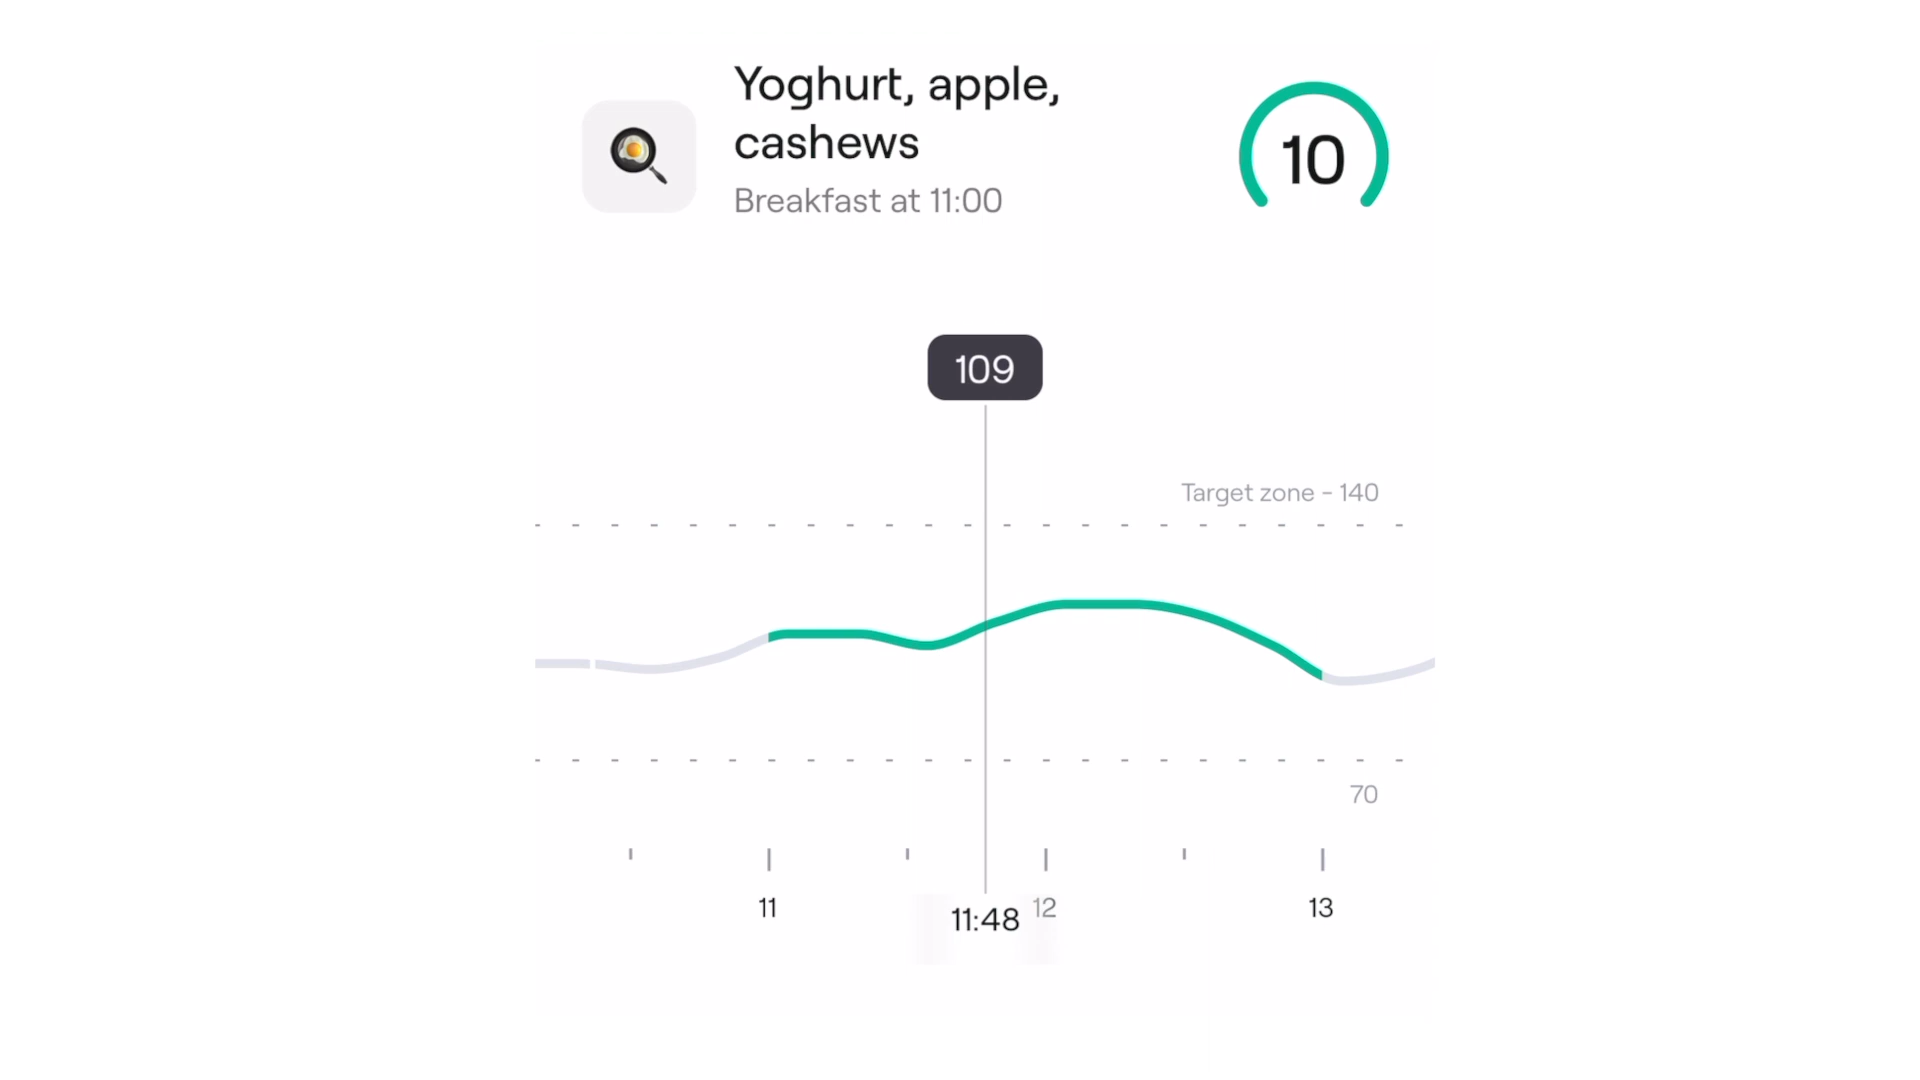 Yoghurt, apple,
cashews
Breakfast at 11:00
10
109
Target zone - 140
70
11
11:48
12
13